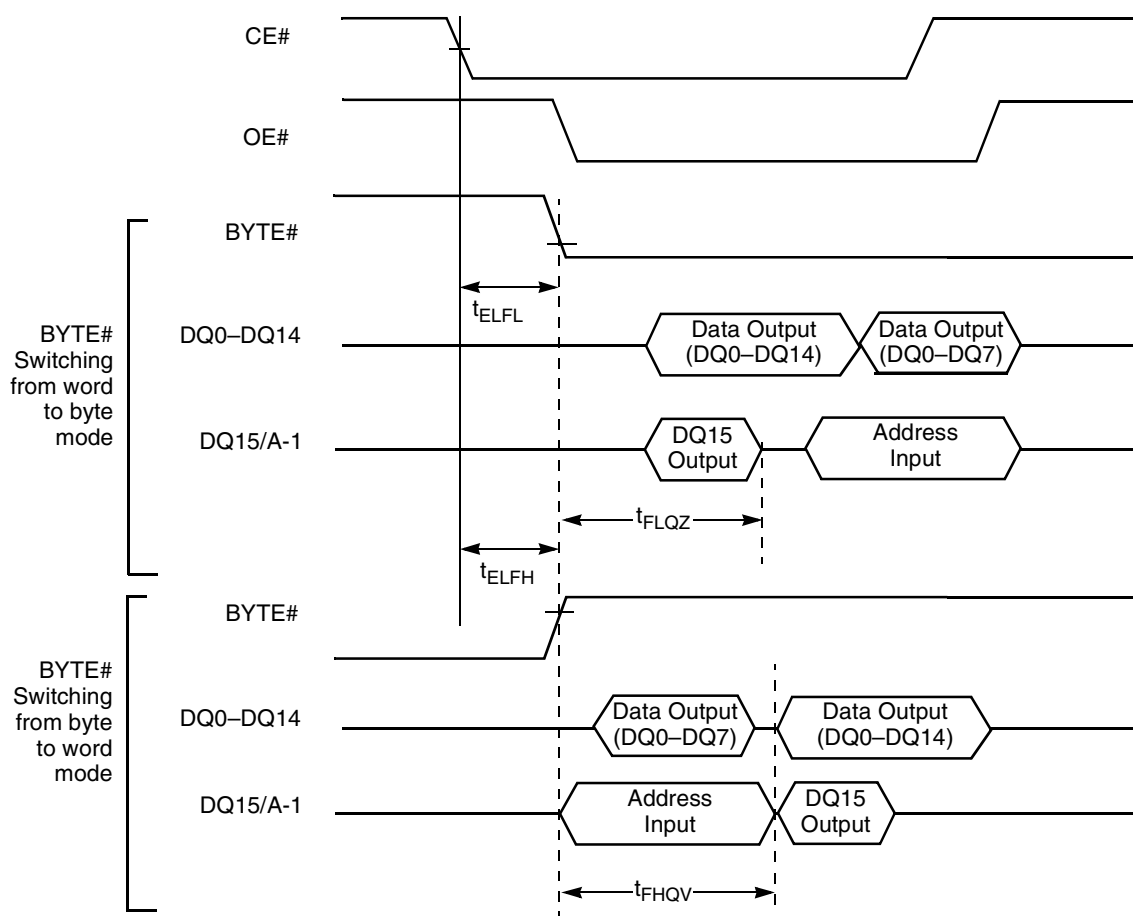 CE#
OE#
BYTE#
tELFL
BYTE#
Switching
from word
to byte
mode
DQ0–DQ14
Data Output
(DQ0–DQ14)
Data Output
(DQ0–DQ7)
DQ15/A-1
DQ15
Output
Address
Input
tFLQZ
tELFH
BYTE#
BYTE#
Switching
from byte
to word
mode
DQ0–DQ14
Data Output
(DQ0–DQ7)
Data Output
(DQ0–DQ14)
DQ15/A-1
Address
Input
DQ15
Output
tFHQV